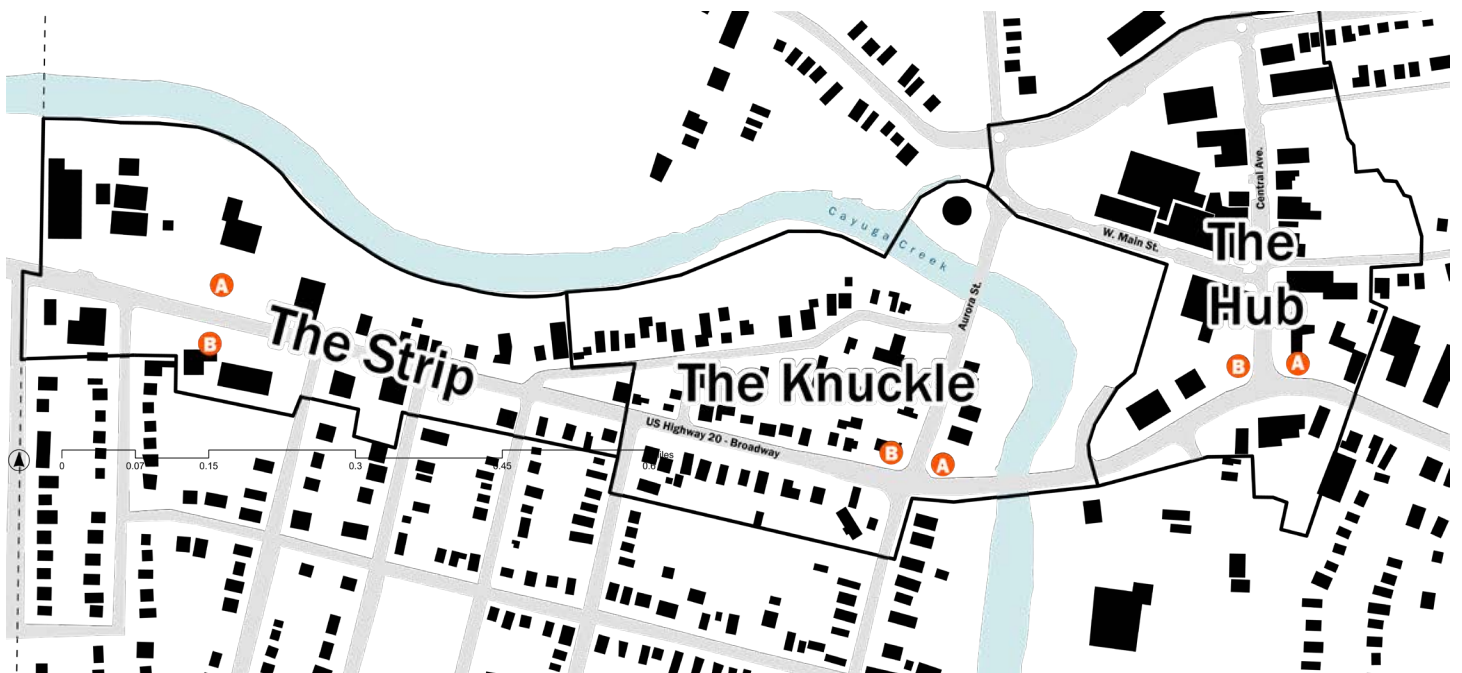 Cayuga Creek
Central Ave.
W. Main St.
The
Hub
Aurora St.
A
B
The Strip
The Knuckle
B
A
US Highway 20 - Broadway
B
A
0
0.07
0.15
0.3
0.45
0.6